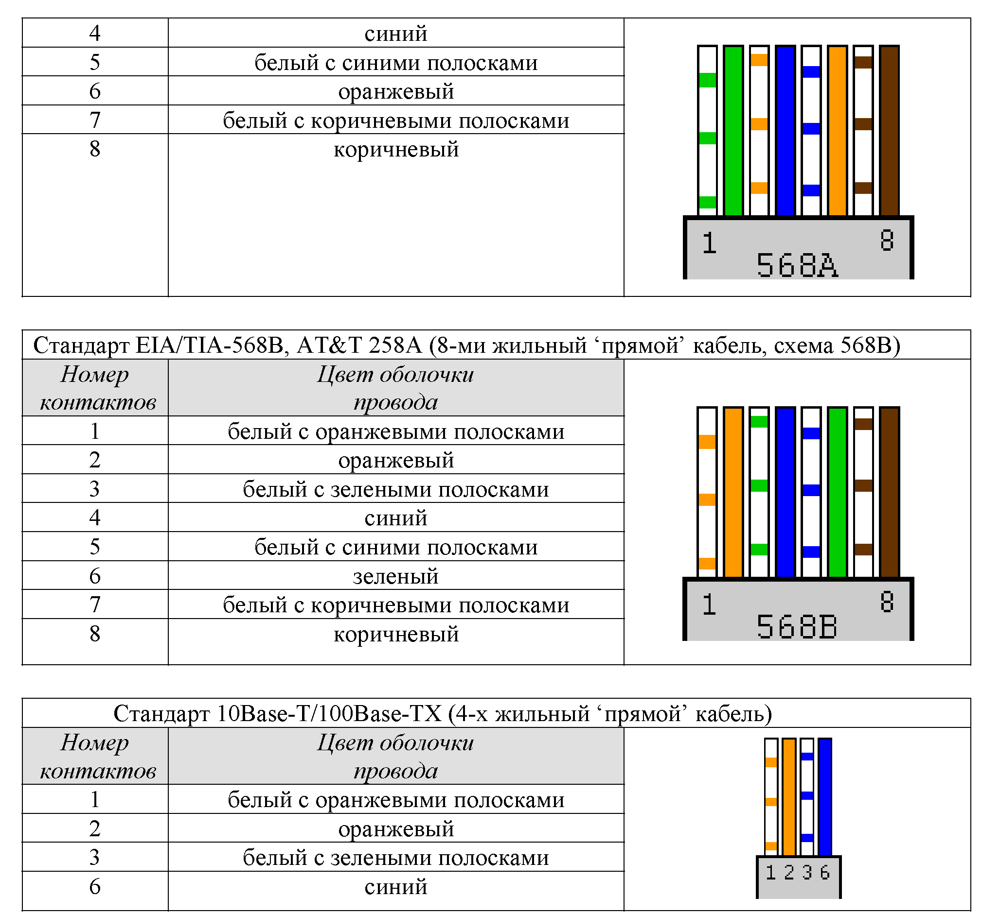 4 синий
5 белый с синими полосками
6 оранжевый
7 белый с коричневыми полосками
8 коричневый
1 8
568A
Стандарт EIA/TIA-568B, AT&T 258A (8-ми жильный ‘прямой’ кабель, схема 568B)
Номер контактов
Цвет оболочки провода
1 белый с оранжевыми полосками
2 оранжевый
3 белый с зелеными полосками
4 синий
5 белый с синими полосками
6 зеленый
7 белый с коричневыми полосками
8 коричневый
1 8
568B
Стандарт 10Base-T/100Base-TX (4-х жильный ‘прямой’ кабель)
Номер контактов
Цвет оболочки провода
1 белый с оранжевыми полосками
2 оранжевый
3 белый с зелеными полосками
6 синий
1 2 3 6